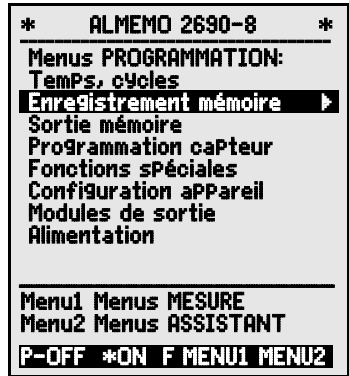 * ALMEMO 2690-8 *
Menus PROGRAMMATION:
Temps, cycles
Enregistrement mémoire ▶
Sortie mémoire
Programmation capteur
Fonctions spéciales
Configuration appareil
Modules de sortie
Alimentation
Menu1 Menus MESURE
Menu2 Menus ASSISTANT
P-OFF *ON F MENU1 MENU2